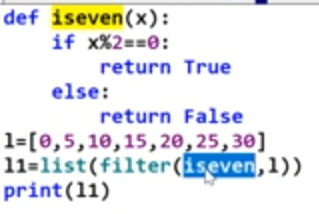 def iseven(x):
    if x%2==0:
        return True
    else:
        return False
l=[0,5,10,15,20,25,30]
l1=list(filter(iseven,l))
print(l1)